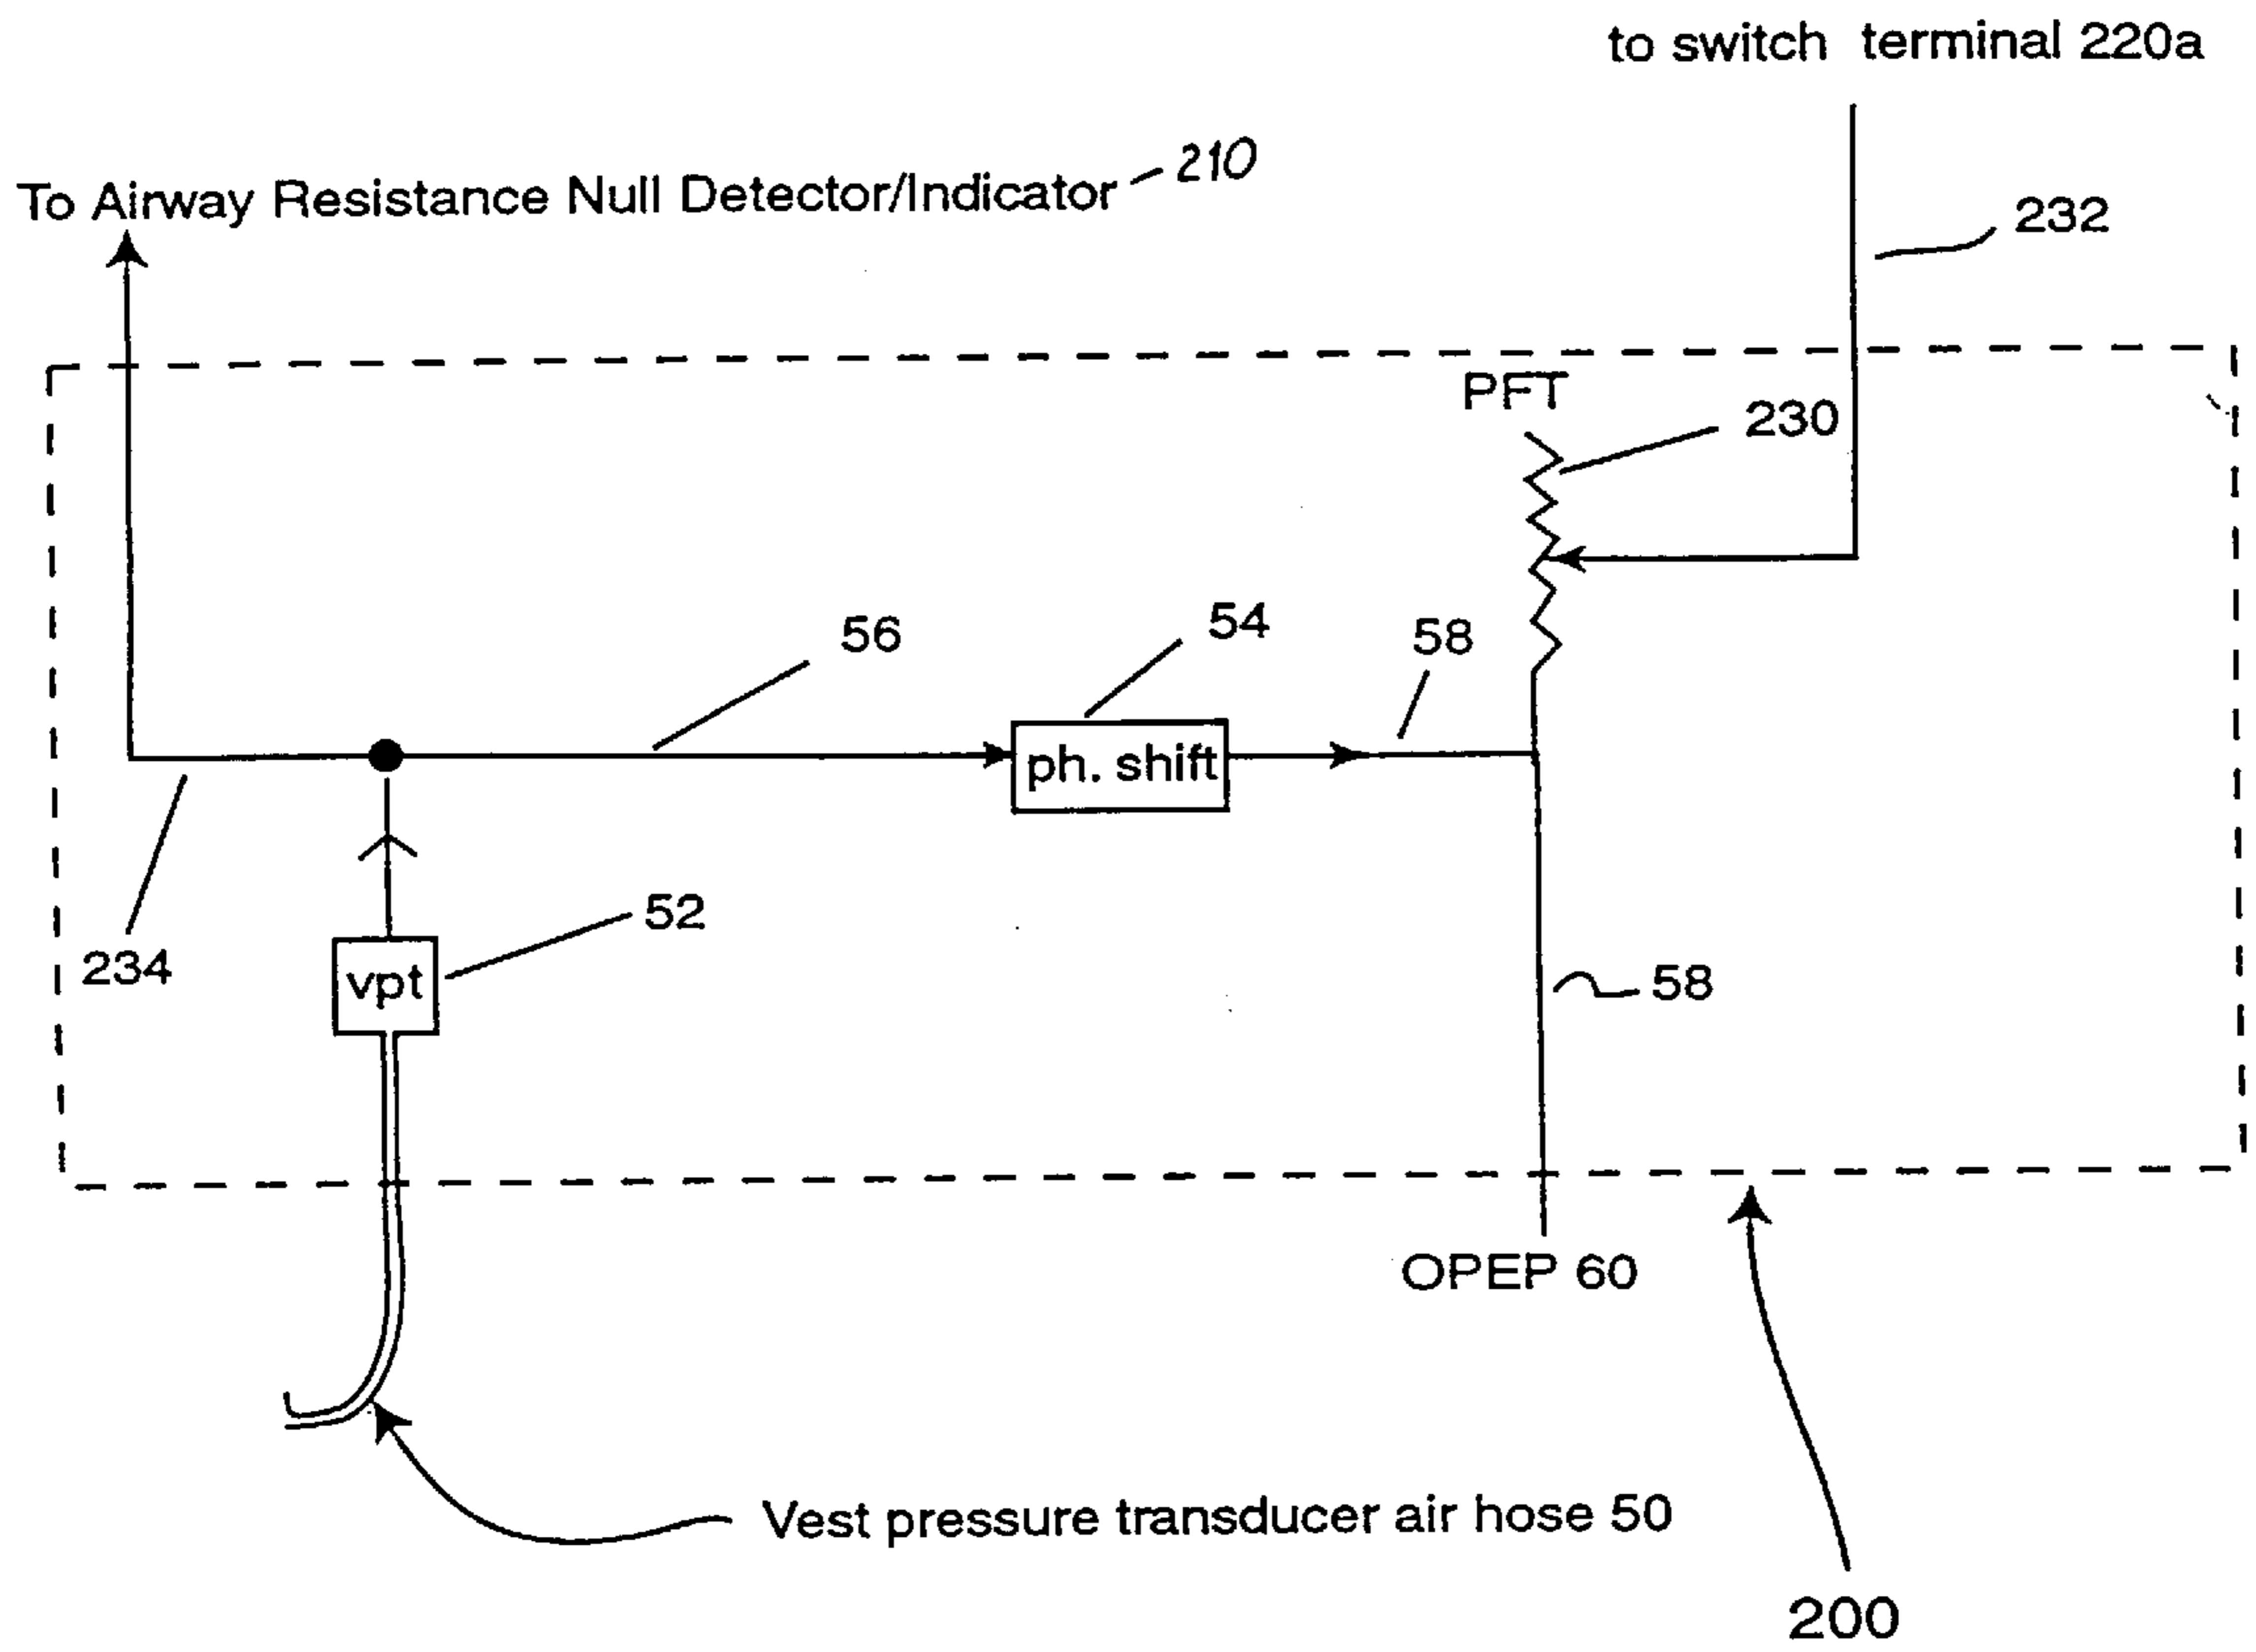 to switch terminal 220a
To Airway Resistance Null Detector/Indicator 210
232
PFT
230
56
54
58
ph. shift
52
234
vpt
58
OPEP 60
Vest pressure transducer air hose 50
200